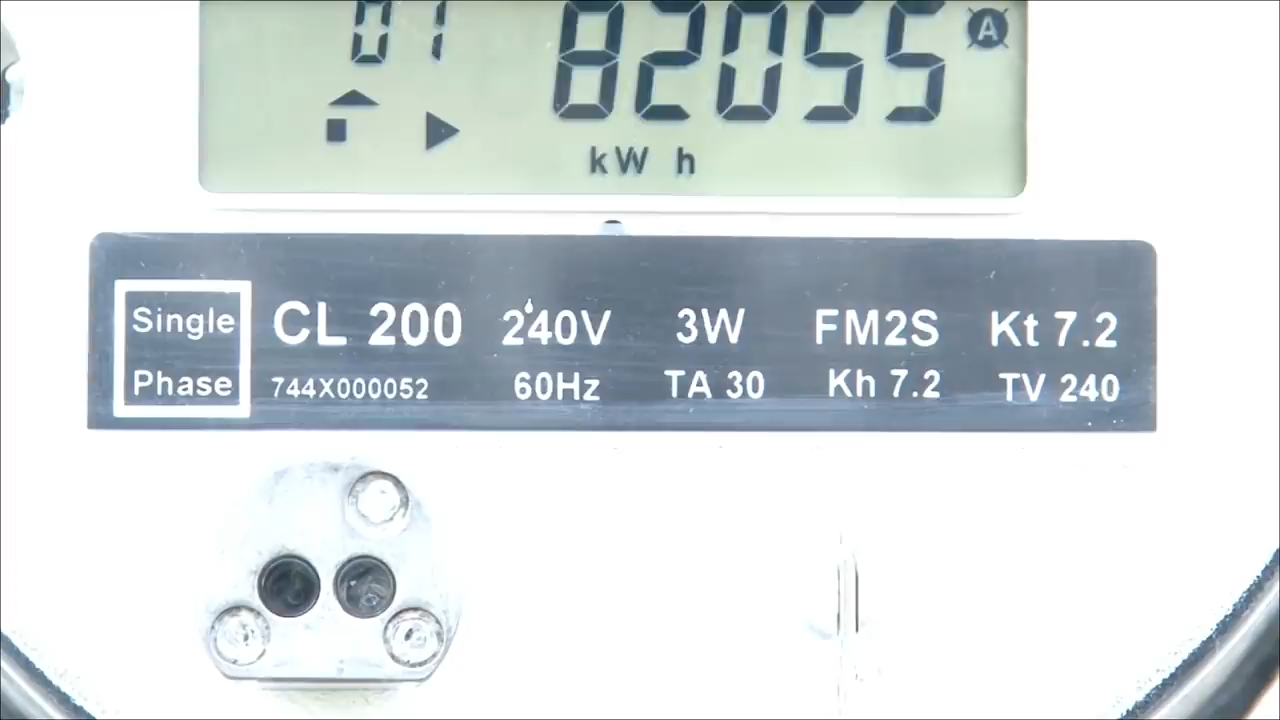 01 82055 A
kW h
Single Phase
CL 200 240V 3W FM2S Kt 7.2
744X000052 60Hz TA 30 Kh 7.2 TV 240